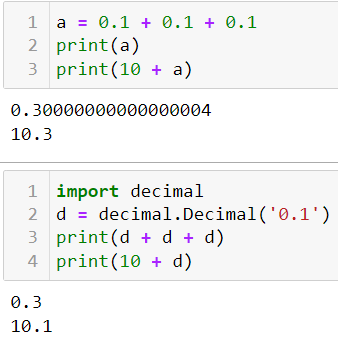 1 a = 0.1 + 0.1 + 0.1
2 print(a)
3 print(10 + a)
0.30000000000000004
10.3
1 import decimal
2 d = decimal.Decimal('0.1')
3 print(d + d + d)
4 print(10 + d)
0.3
10.1